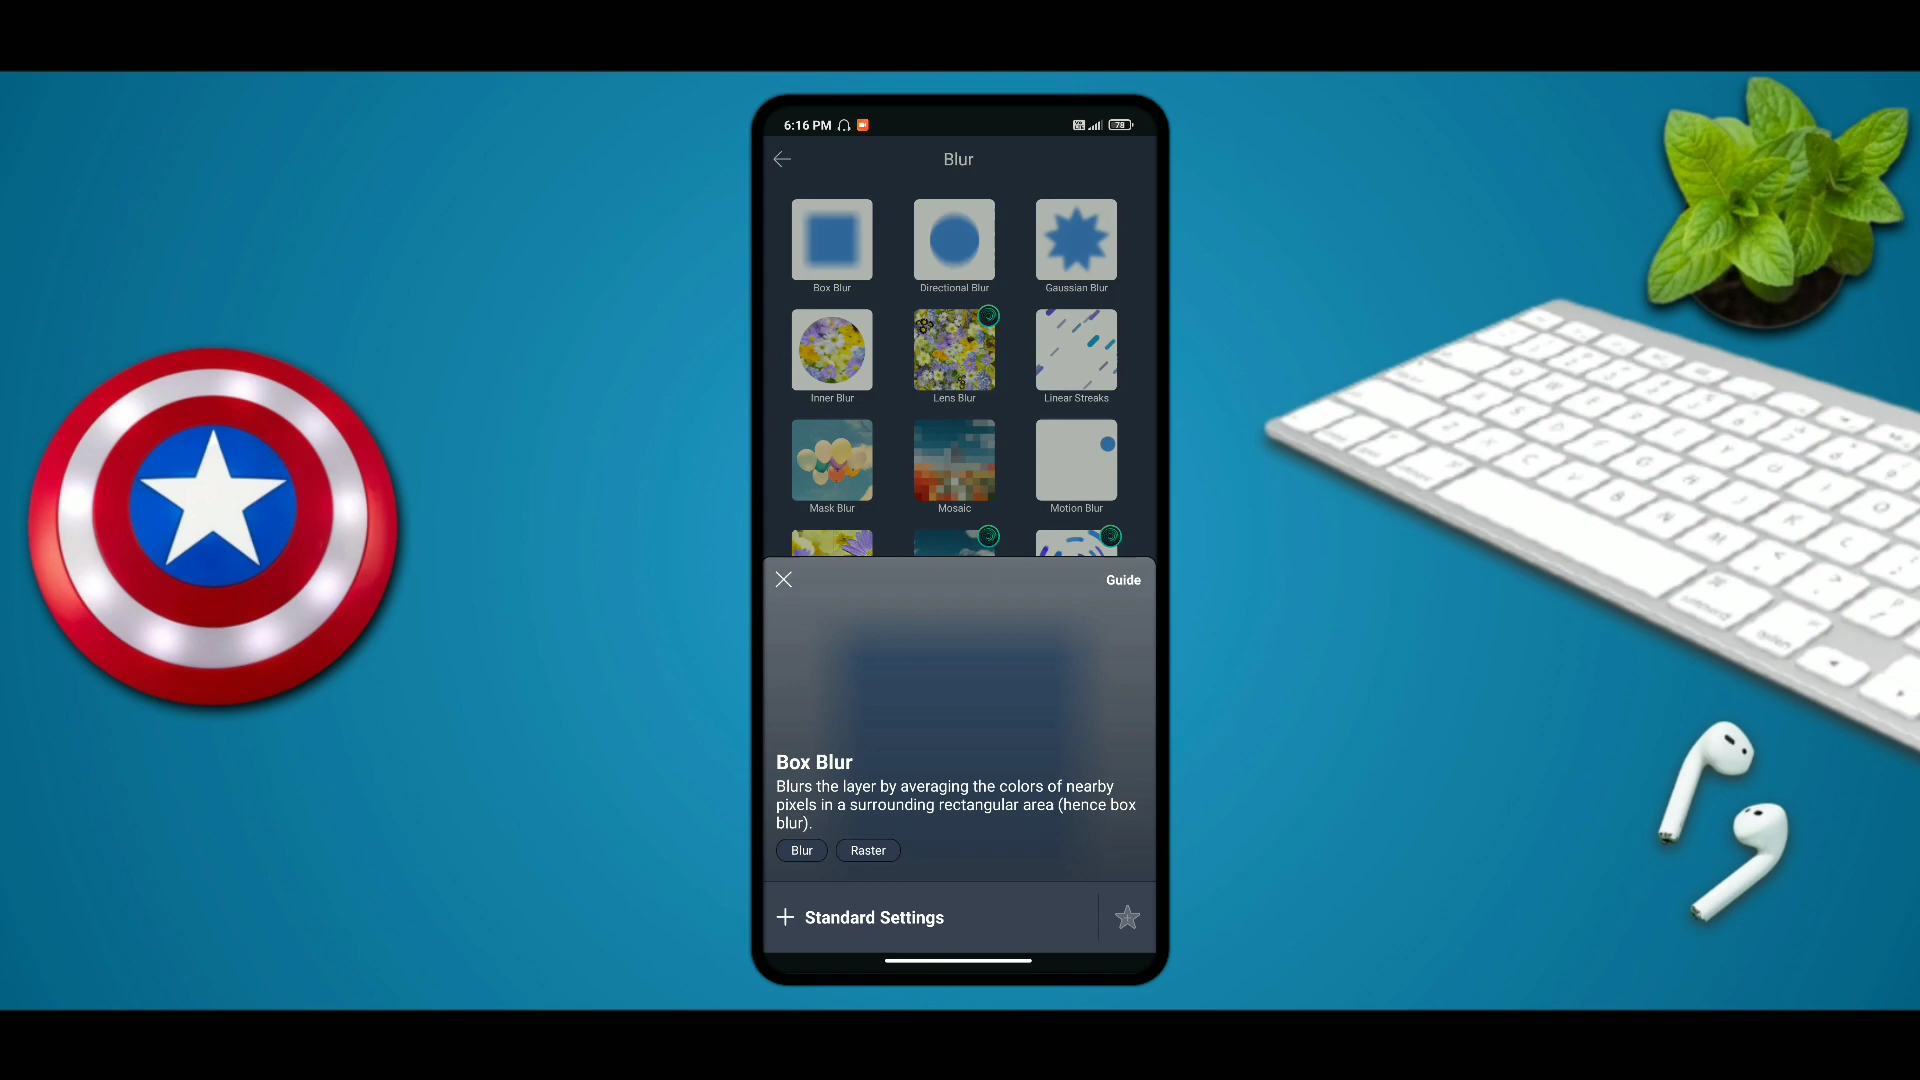 6:16 PM
78
Blur
Box Blur
Directional Blur
Gaussian Blur
Inner Blur
Lens Blur
Linear Streaks
Mask Blur
Mosaic
Motion Blur
Guide
Box Blur
Blurs the layer by averaging the colors of nearby
pixels in a surrounding rectangular area (hence box
blur).
Blur
Raster
Standard Settings